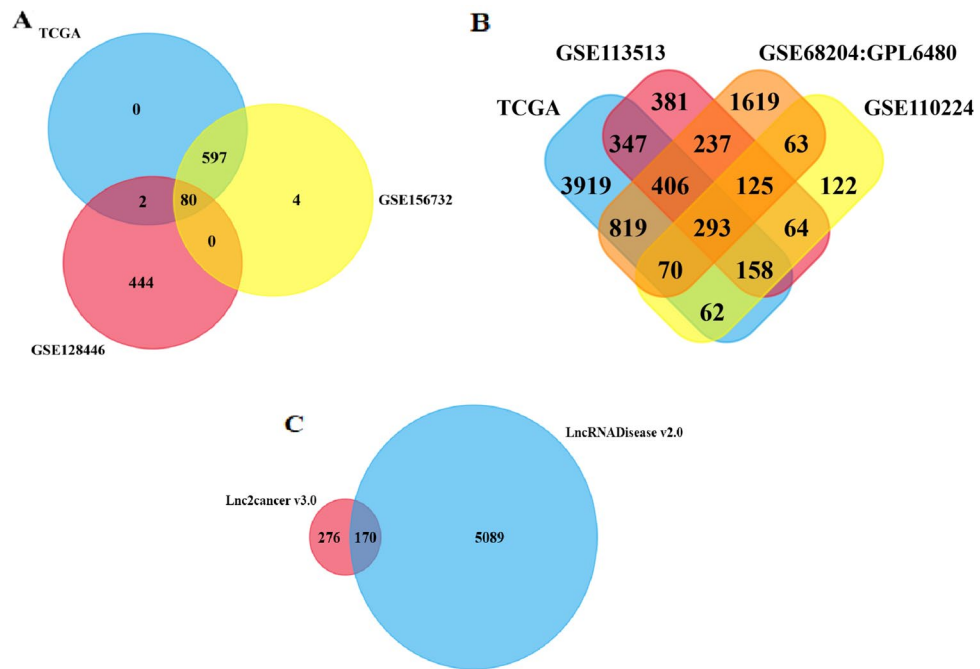 A
TCGA
0
597
2
80
4
GSE156732
0
444
GSE128446
B
GSE113513
GSE68204:GPL6480
TCGA
GSE110224
381
1619
347
237
63
3919
406
125
122
819
293
64
70
158
62
C
LncRNADisease v2.0
Lnc2cancer v3.0
276
170
5089